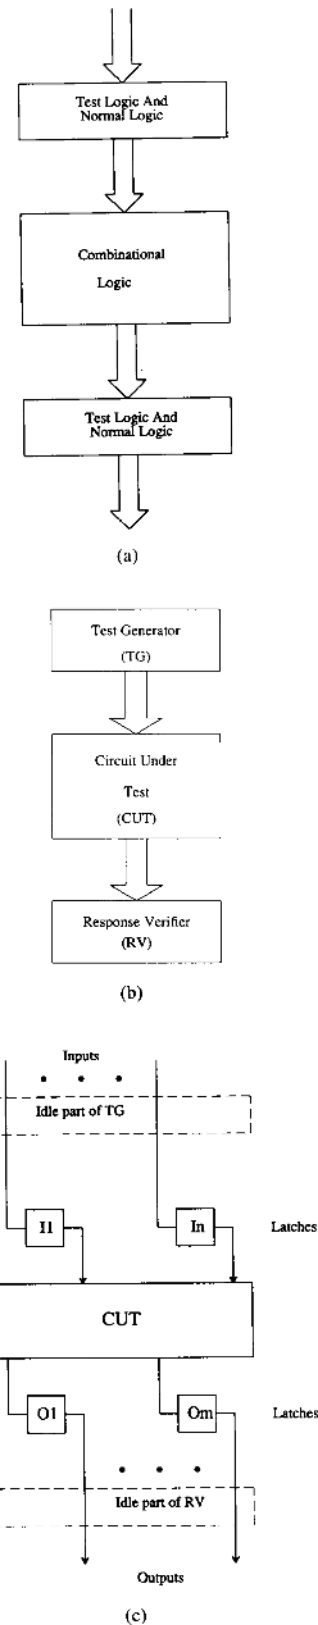 Test Logic And
Normal Logic
Combinational
Logic
Test Logic And
Normal Logic
(a)
Test Generator
(TG)
Circuit Under
Test
(CUT)
Response Verifier
(RV)
(b)
Inputs
Idle part of TG
I1
In
Latches
CUT
O1
Om
Latches
Idle part of RV
Outputs
(c)